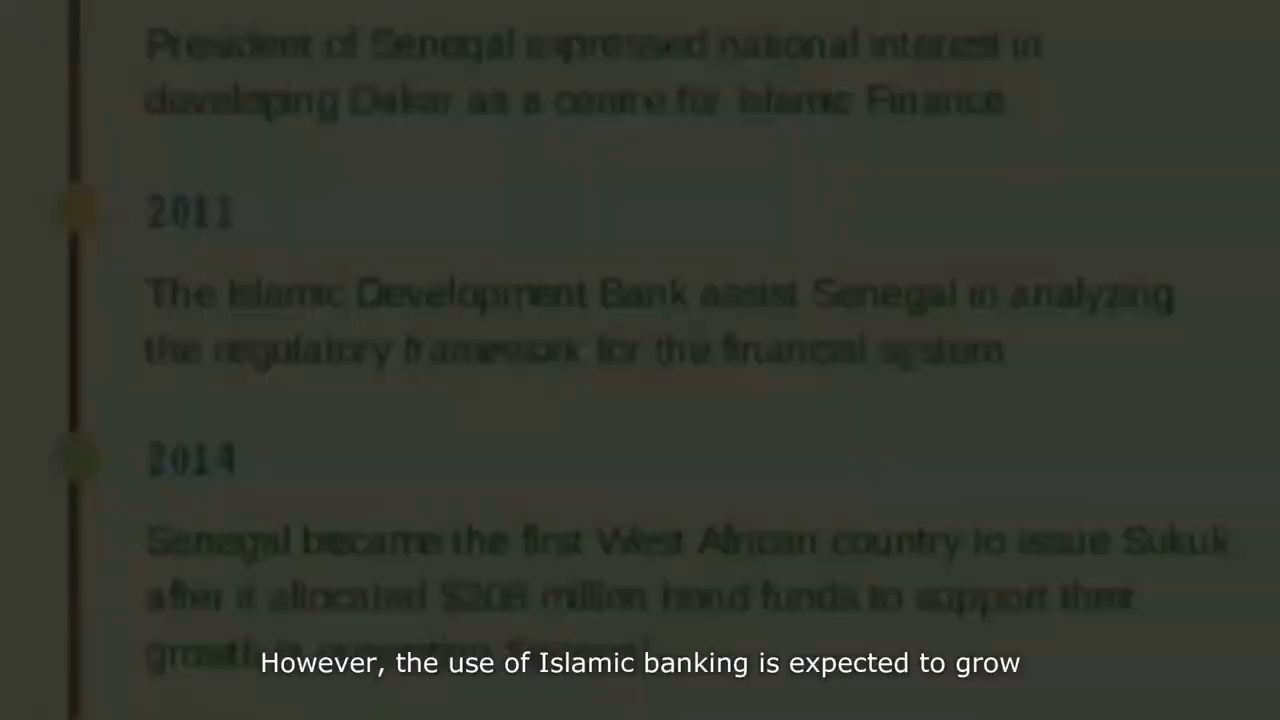 President of Senegal expressed national interest in
developing Dakar as a centre for Islamic Finance
2011
The Islamic Development Bank assist Senegal in analyzing
the regulatory framework for the financial system
2014
Senegal became the first West African country to issue Sukuk
after it allocated $208 million bond funds to support their
However, the use of Islamic banking is expected to grow